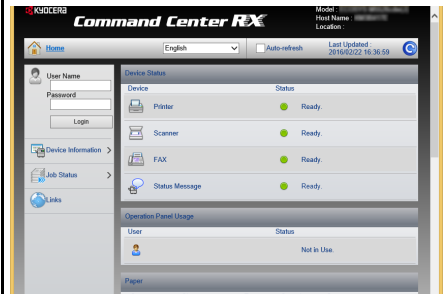 KYOCERA
Command Center RX
Model :
Host Name :
Location :
Home
English
Auto-refresh
Last Updated :
2016/02/22 16:36:59
User Name
Password
Login
Device Information
Job Status
Links
Device Status
Device Status
Printer Ready.
Scanner Ready.
FAX Ready.
Status Message Ready.
Operation Panel Usage
User Status
Not in Use.
Paper